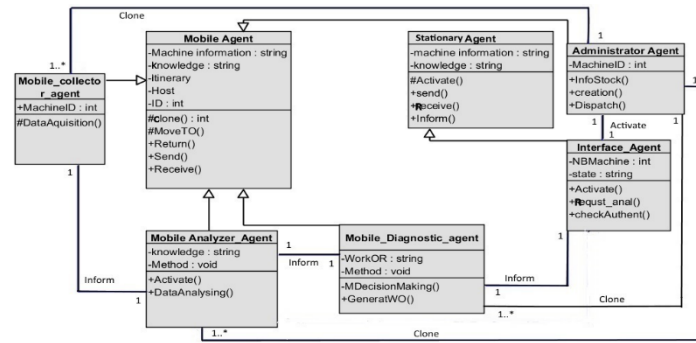 Clone
1..*
1
Mobile Agent
-Machine information : string
-knowledge : string
-Itinerary
-Host
-ID : int
#clone() : int
#MoveTO()
+Return()
+Send()
+Receive()
Stationary Agent
-machine information : string
-knowledge : string
#Activate()
+send()
+Receive()
+Inform()
Administrator Agent
-MachineID : int
+InfoStock()
+creation()
+Dispatch()
1
1
1
Activate
1
Mobile_collecto
r_agent
+MachineID : int
#DataAquisition()
1
Interface_Agent
-NBMachine : int
-state : string
+Activate()
+Requst_anal()
+checkAuthent()
1
Mobile Analyzer_Agent
-knowledge : string
-Method : void
+Activate()
+DataAnalysing()
1
Inform
1
Mobile_Diagnostic_agent
-WorkOR : string
-Method : void
-MDecisionMaking()
+GeneratWO()
Inform
1
Inform
1
Clone
1..*
1..*
Clone